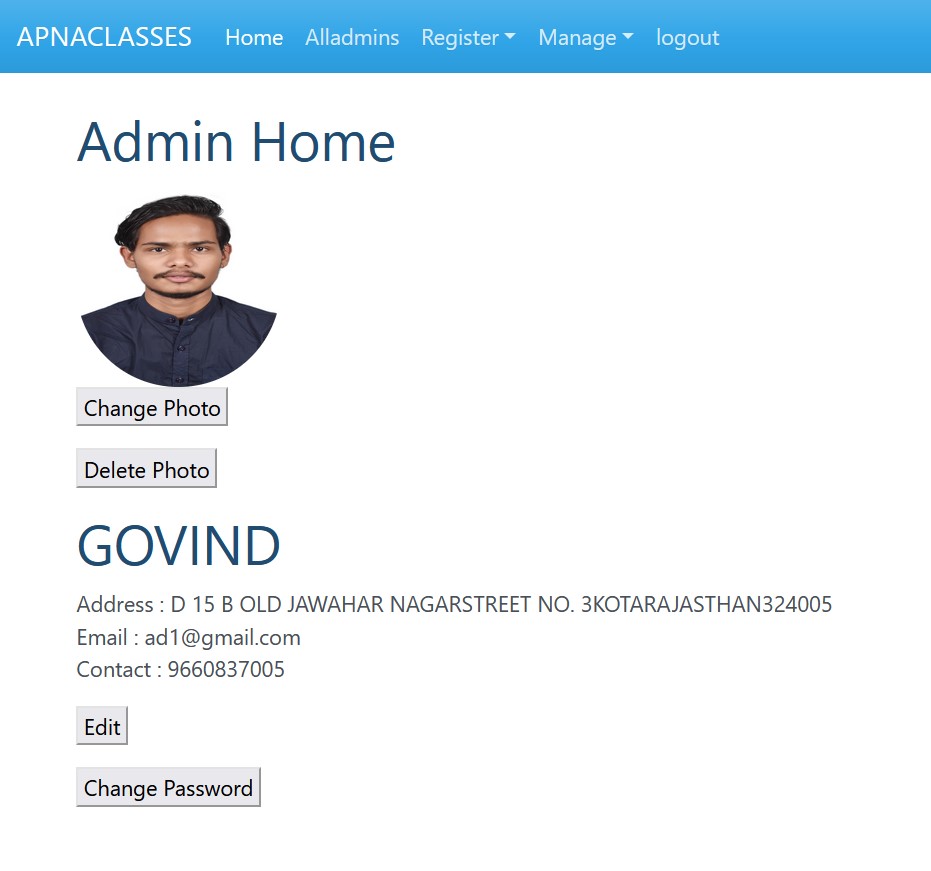 APNACLASSES Home Alladmins Register Manage logout
Admin Home
Change Photo
Delete Photo
GOVIND
Address : D 15 B OLD JAWAHAR NAGARSTREET NO. 3KOTARAJASTHAN324005
Email : ad1@gmail.com
Contact : 9660837005
Edit
Change Password